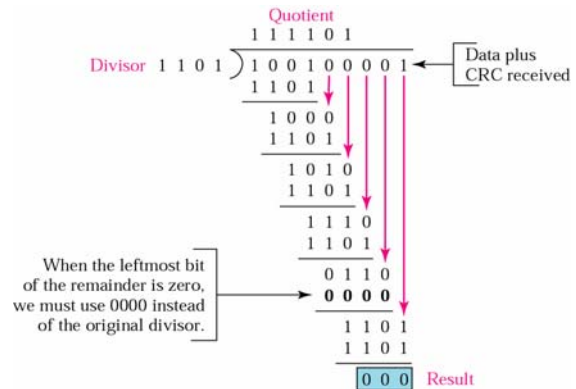 Quotient
1 1 1 1 0 1
Divisor 1 1 0 1 1 0 0 1 0 0 0 0 1
Data plus
CRC received
1 1 0 1
1 0 0 0
1 1 0 1
1 0 1 0
1 1 0 1
1 1 1 0
1 1 0 1
When the leftmost bit
of the remainder is zero,
we must use 0000 instead
of the original divisor.
0 1 1 0
0 0 0 0
1 1 0 1
1 1 0 1
0 0 0 Result